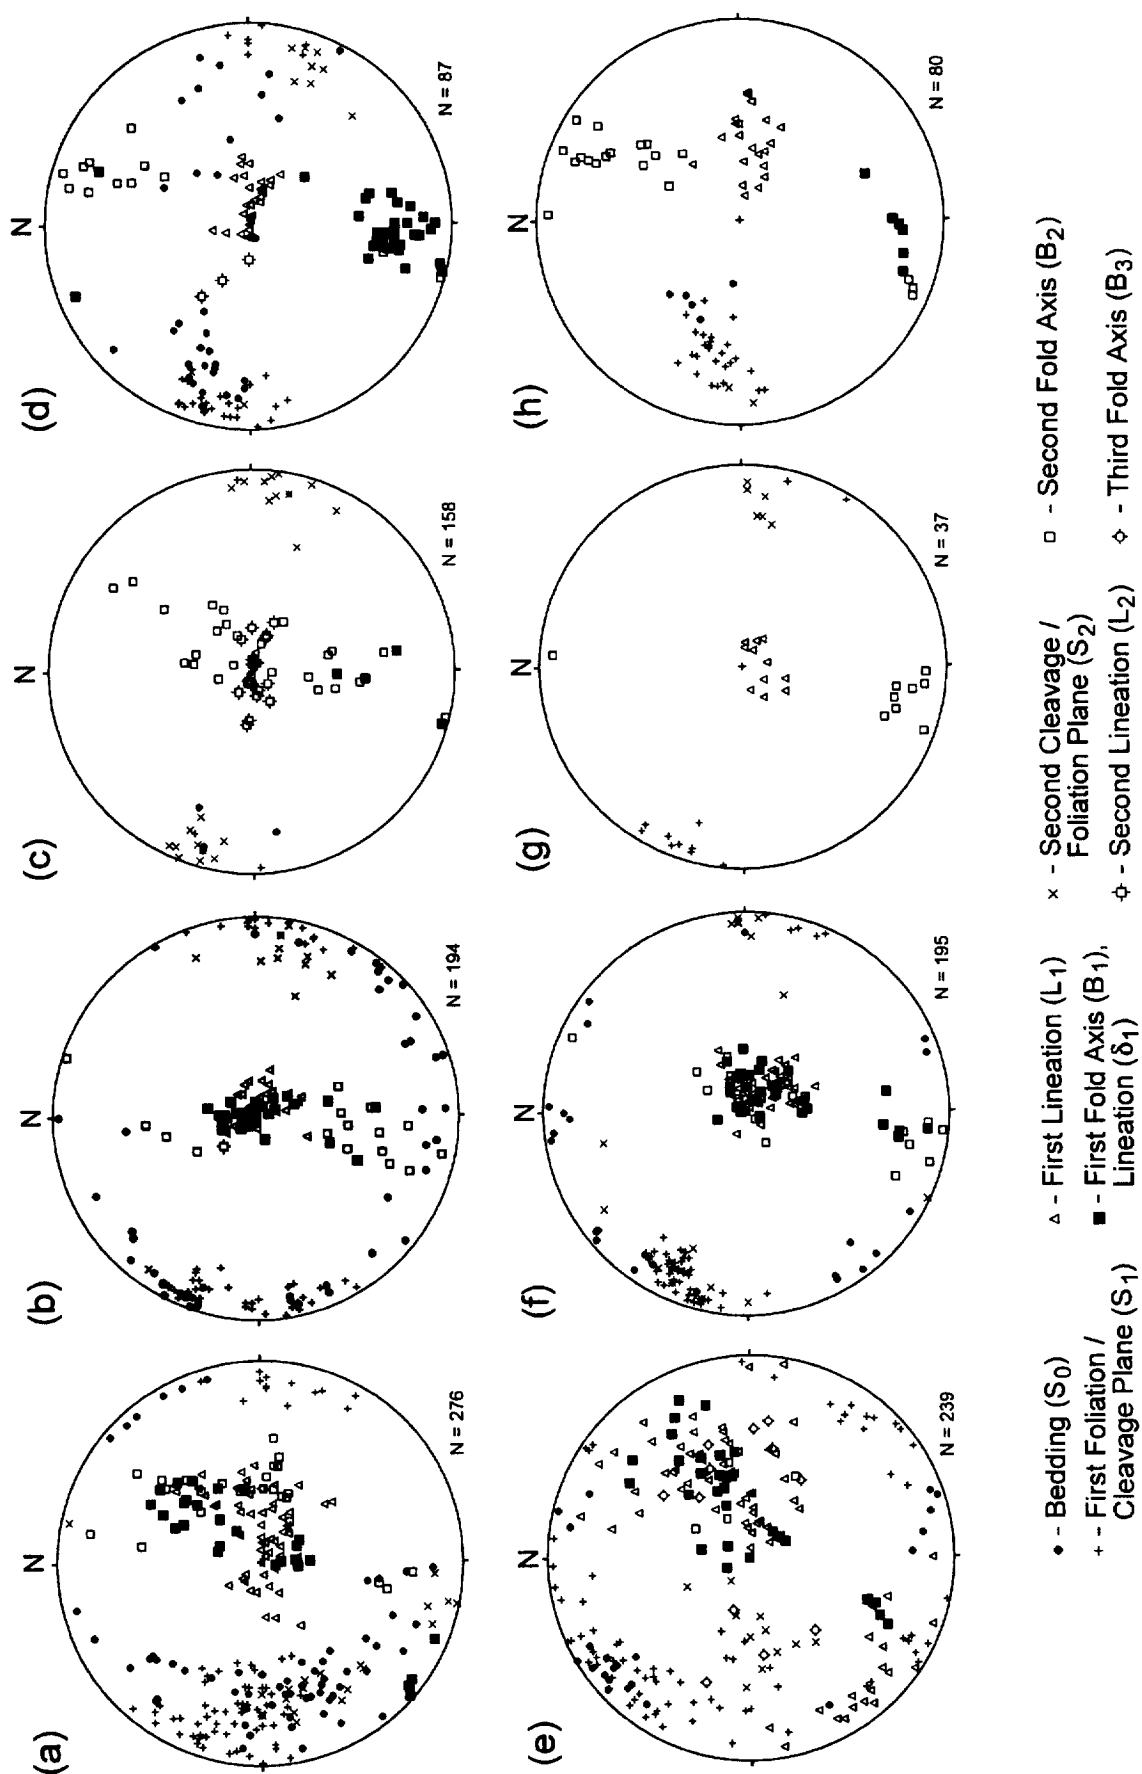 (a)
N
N = 276
(b)
N
N = 194
(c)
N
N = 158
(d)
N
N = 87
(e)
N
N = 239
(f)
N
N = 195
(g)
N
N = 37
(h)
N
N = 80
- Bedding (S0)
- First Foliation /
Cleavage Plane (S1)
- First Lineation (L1)
- First Fold Axis (B1),
Lineation (δ1)
- Second Cleavage /
Foliation Plane (S2)
- Second Lineation (L2)
- Second Fold Axis (B2)
- Third Fold Axis (B3)